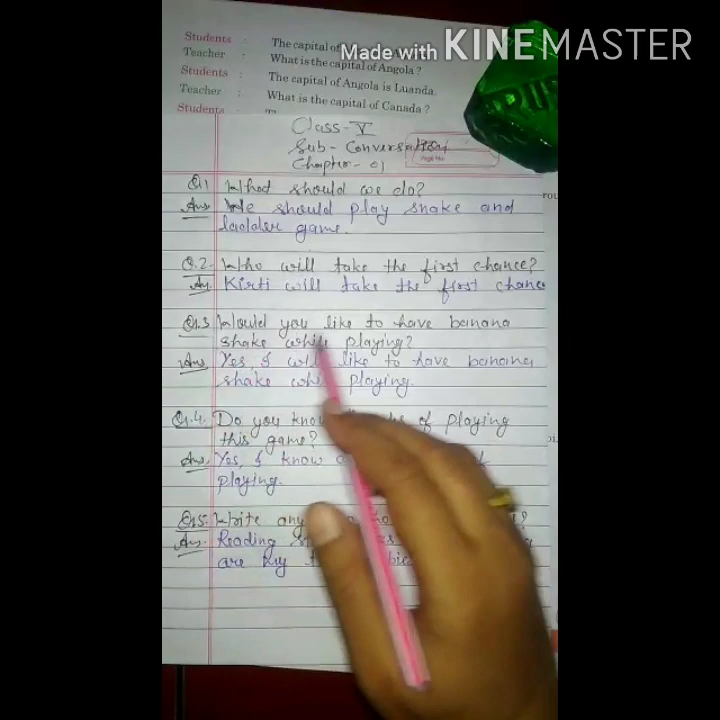 Students : The capital of
Made with KINEMASTER
Teacher : What is the capital of Angola ?
Students : The capital of Angola is Luanda.
Teacher : What is the capital of Canada ?
Students :
Class - V
Sub - Conversation
Page No.
Chapter - 01
Q.1 What should we do?
Ans. We should play snake and
ladder game.
Q.2. Who will take the first chance?
An. Kirti will take the first chance
Q.3 Would you like to have banana
shake while playing?
Ans Yes, I will like to have banana
shake while playing.
Q.4. Do you know of playing
this game?
Ans. Yes, I know
playing.
Q.5. Write any ?
Ans. Reading
are my